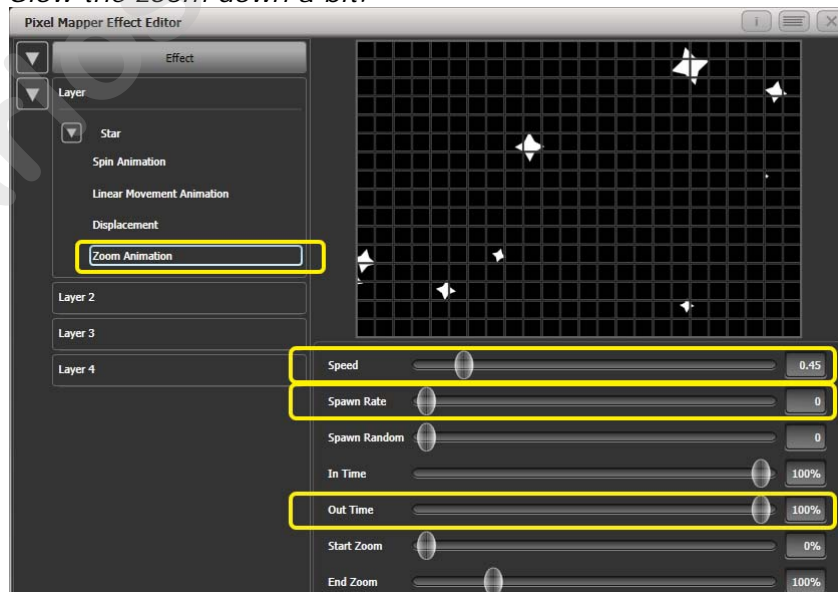 Slow the zoom down a bit.
Pixel Mapper Effect Editor
Effect
Layer
Star
Spin Animation
Linear Movement Animation
Displacement
Zoom Animation
Layer 2
Layer 3
Layer 4
Speed 0.45
Spawn Rate 0
Spawn Random 0
In Time 100%
Out Time 100%
Start Zoom 0%
End Zoom 100%